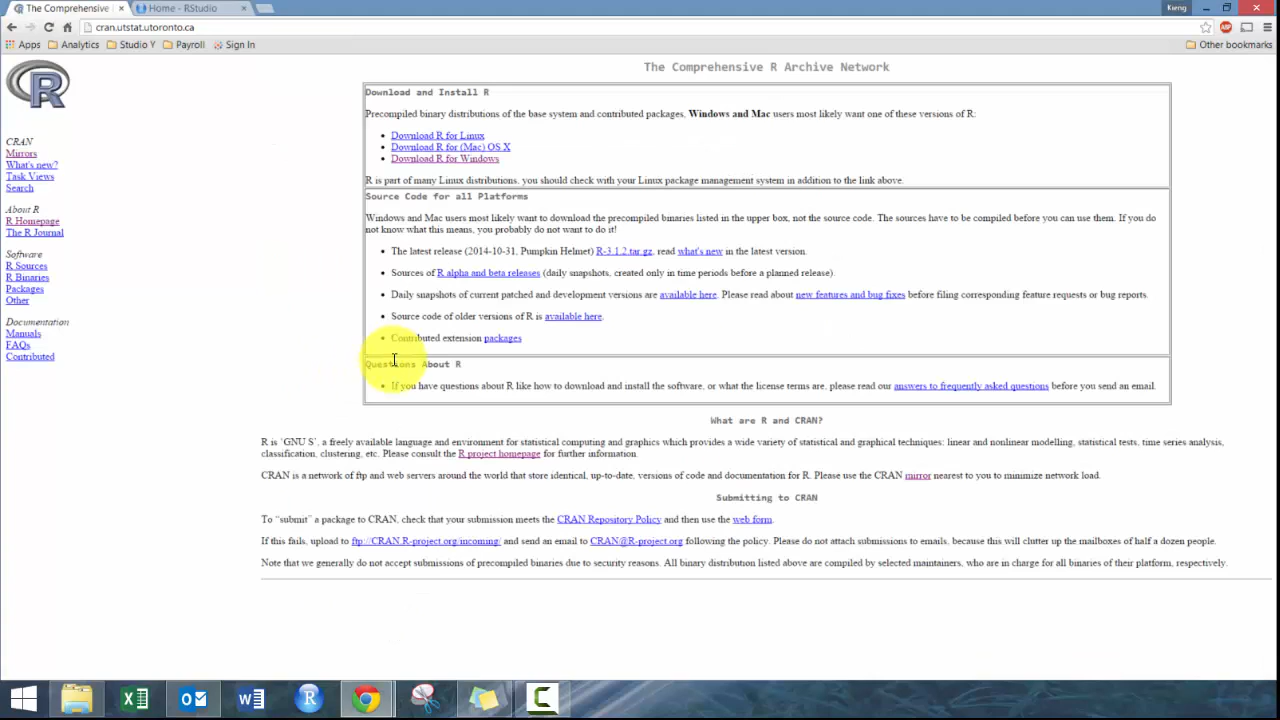 The Comprehensive
Home - RStudio
Kieng
cran.utstat.utoronto.ca
ABP
Apps
Analytics
Studio Y
Payroll
Sign In
Other bookmarks
R
CRAN
Mirrors
What's new?
Task Views
Search
About R
R Homepage
The R Journal
Software
R Sources
R Binaries
Packages
Other
Documentation
Manuals
FAQs
Contributed
The Comprehensive R Archive Network
Download and Install R
Precompiled binary distributions of the base system and contributed packages, Windows and Mac users most likely want one of these versions of R:
Download R for Linux
Download R for (Mac) OS X
Download R for Windows
R is part of many Linux distributions, you should check with your Linux package management system in addition to the link above.
Source Code for all Platforms
Windows and Mac users most likely want to download the precompiled binaries listed in the upper box, not the source code. The sources have to be compiled before you can use them. If you do
not know what this means, you probably do not want to do it!
The latest release (2014-10-31, Pumpkin Helmet) R-3.1.2.tar.gz, read what's new in the latest version.
Sources of R alpha and beta releases (daily snapshots, created only in time periods before a planned release).
Daily snapshots of current patched and development versions are available here. Please read about new features and bug fixes before filing corresponding feature requests or bug reports.
Source code of older versions of R is available here.
Contributed extension packages
Questions About R
If you have questions about R like how to download and install the software, or what the license terms are, please read our answers to frequently asked questions before you send an email.
What are R and CRAN?
R is `GNU S', a freely available language and environment for statistical computing and graphics which provides a wide variety of statistical and graphical techniques: linear and nonlinear modelling, statistical tests, time series analysis,
classification, clustering, etc. Please consult the R project homepage for further information.
CRAN is a network of ftp and web servers around the world that store identical, up-to-date, versions of code and documentation for R. Please use the CRAN mirror nearest to you to minimize network load.
Submitting to CRAN
To “submit” a package to CRAN, check that your submission meets the CRAN Repository Policy and then use the web form.
If this fails, upload to ftp://CRAN.R-project.org/incoming/ and send an email to CRAN@R-project.org following the policy. Please do not attach submissions to emails, because this will clutter up the mailboxes of half a dozen people.
Note that we generally do not accept submissions of precompiled binaries due to security reasons. All binary distribution listed above are compiled by selected maintainers, who are in charge for all binaries of their platform, respectively.